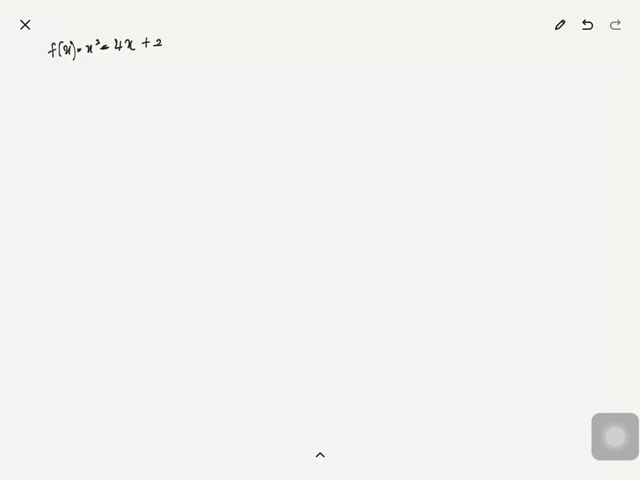 f(x) = x² - 4x + 2